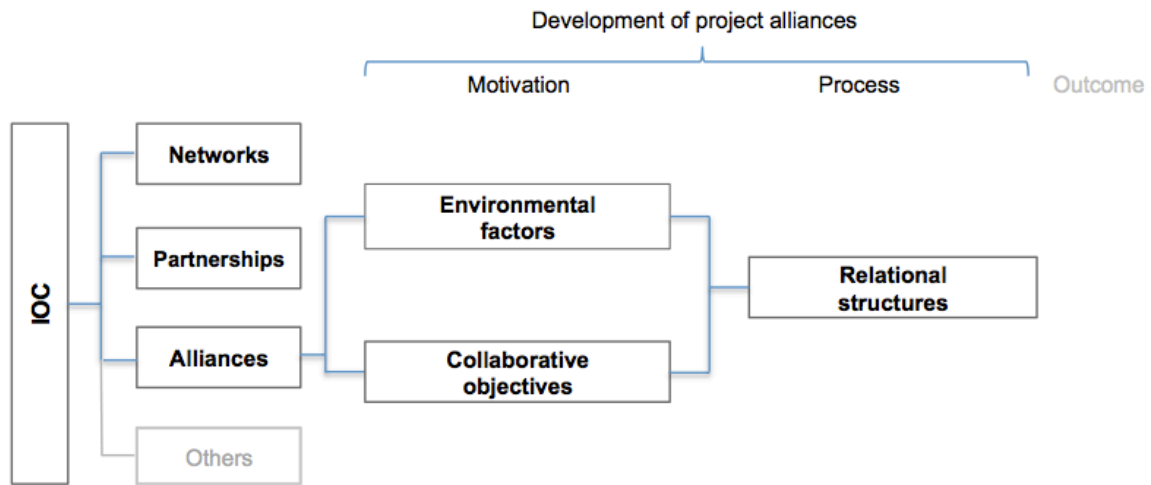 Development of project alliances
Motivation
Process
Outcome
IOC
Networks
Partnerships
Alliances
Others
Environmental
factors
Collaborative
objectives
Relational
structures